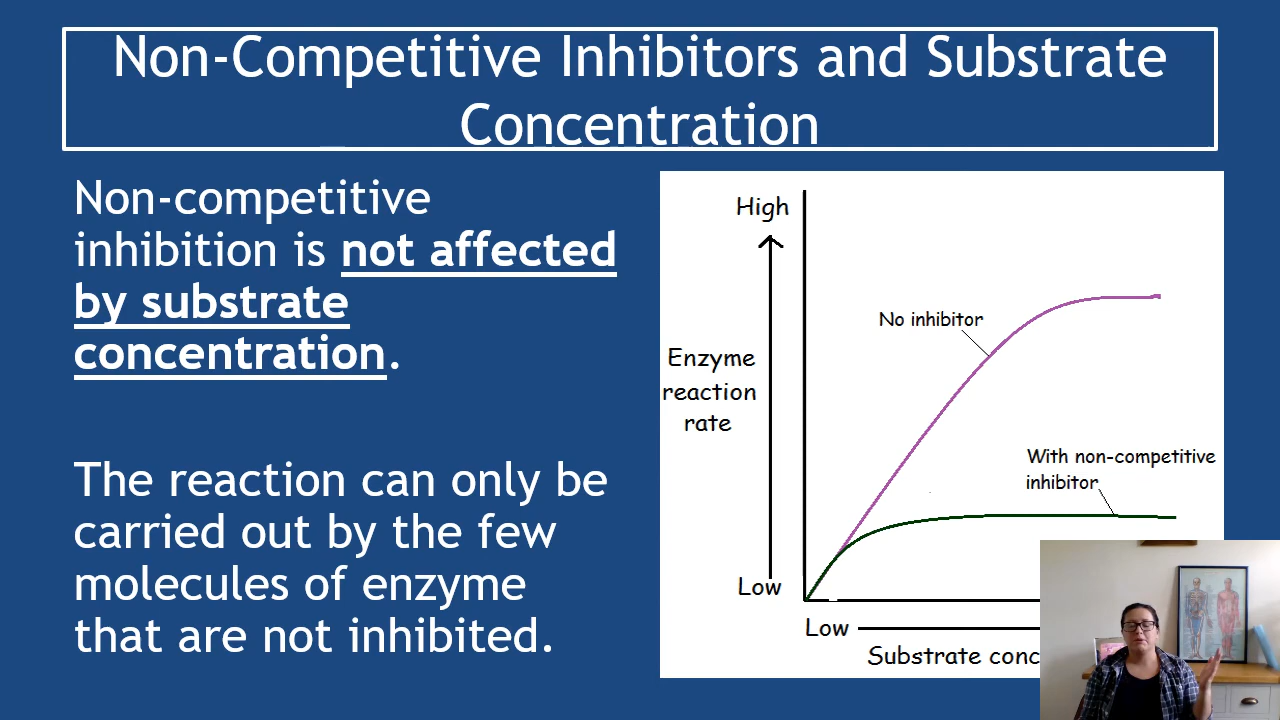 Non-Competitive Inhibitors and Substrate
Concentration
Non-competitive
inhibition is not affected
by substrate
concentration.
The reaction can only be
carried out by the few
molecules of enzyme
that are not inhibited.
High
No inhibitor
Enzyme
reaction
rate
With non-competitive
inhibitor
Low
Low
Substrate conc